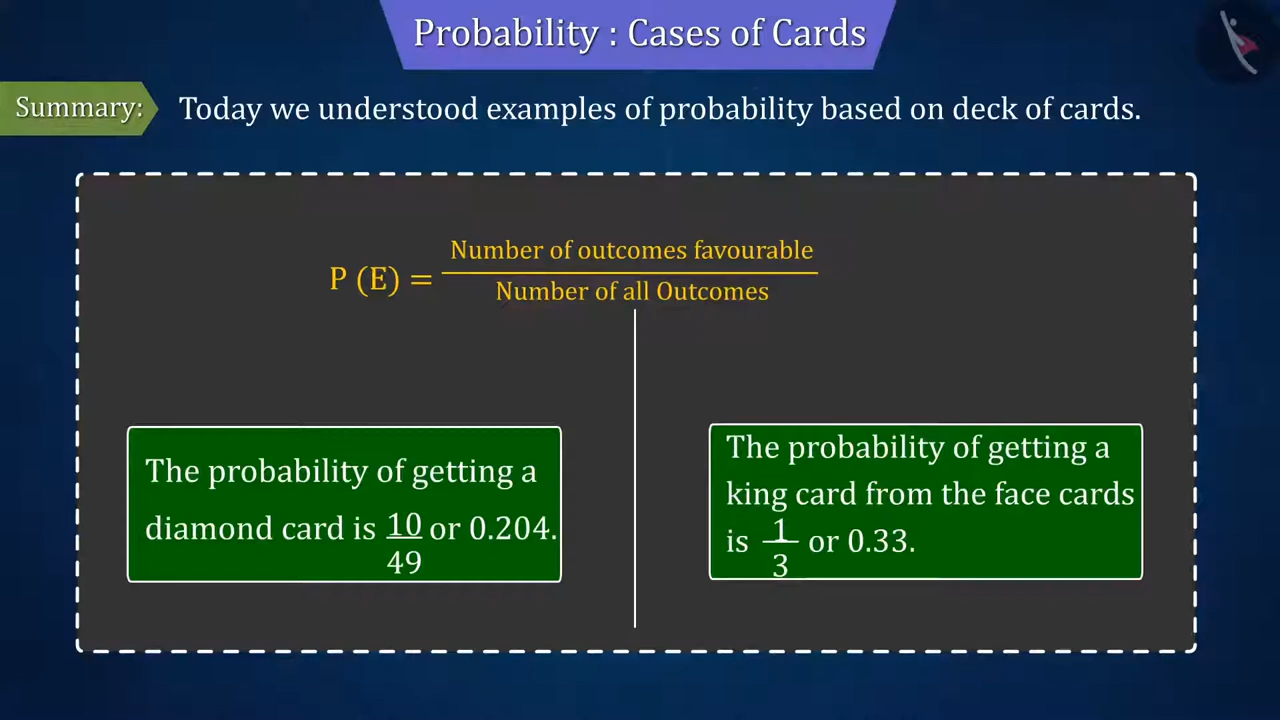 Probability : Cases of Cards
Summary: Today we understood examples of probability based on deck of cards.
P (E) = Number of outcomes favourable / Number of all Outcomes
The probability of getting a
diamond card is 10/49 or 0.204.
The probability of getting a
king card from the face cards
is 1/3 or 0.33.